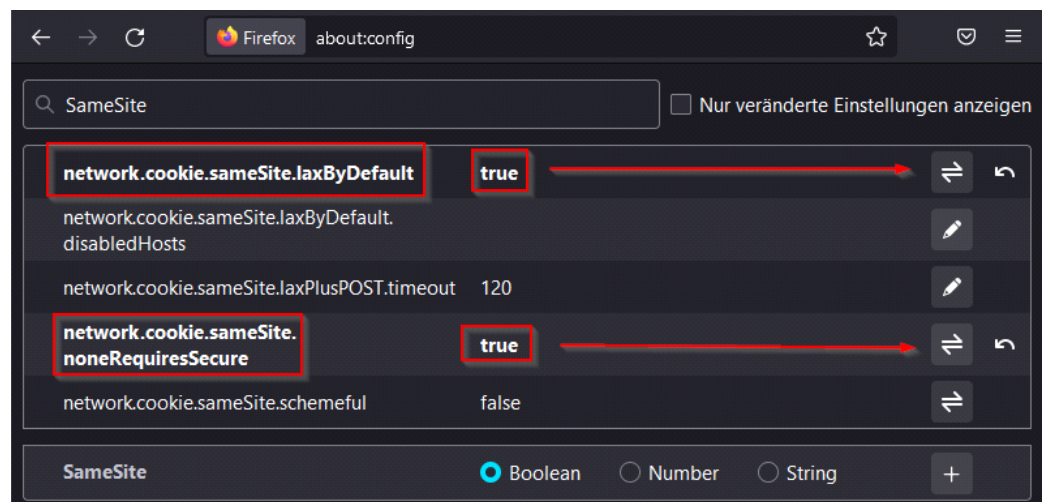 Firefox about:config
SameSite Nur veränderte Einstellungen anzeigen
network.cookie.sameSite.laxByDefault true
network.cookie.sameSite.laxByDefault.
disabledHosts
network.cookie.sameSite.laxPlusPOST.timeout 120
network.cookie.sameSite.
noneRequiresSecure true
network.cookie.sameSite.schemeful false
SameSite Boolean Number String